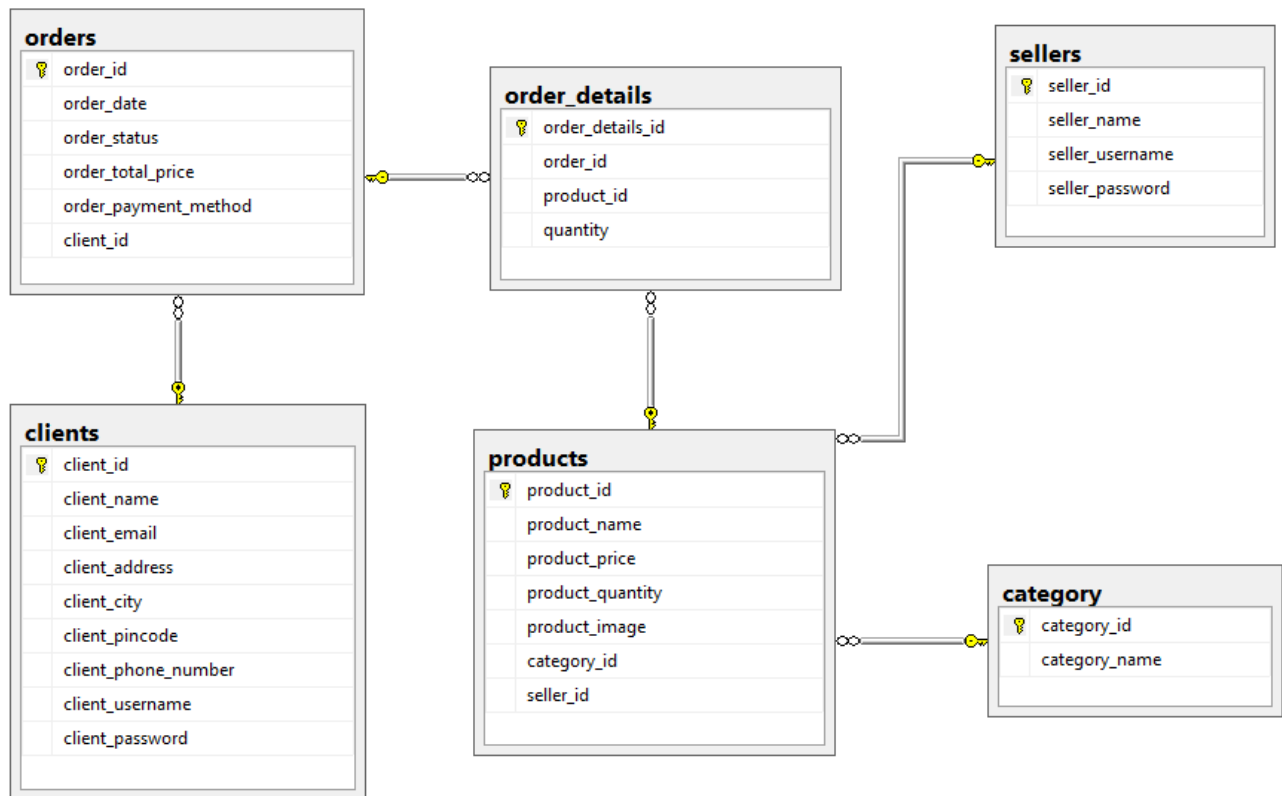 orders
order_id
order_date
order_status
order_total_price
order_payment_method
client_id
order_details
order_details_id
order_id
product_id
quantity
sellers
seller_id
seller_name
seller_username
seller_password
clients
client_id
client_name
client_email
client_address
client_city
client_pincode
client_phone_number
client_username
client_password
products
product_id
product_name
product_price
product_quantity
product_image
category_id
seller_id
category
category_id
category_name